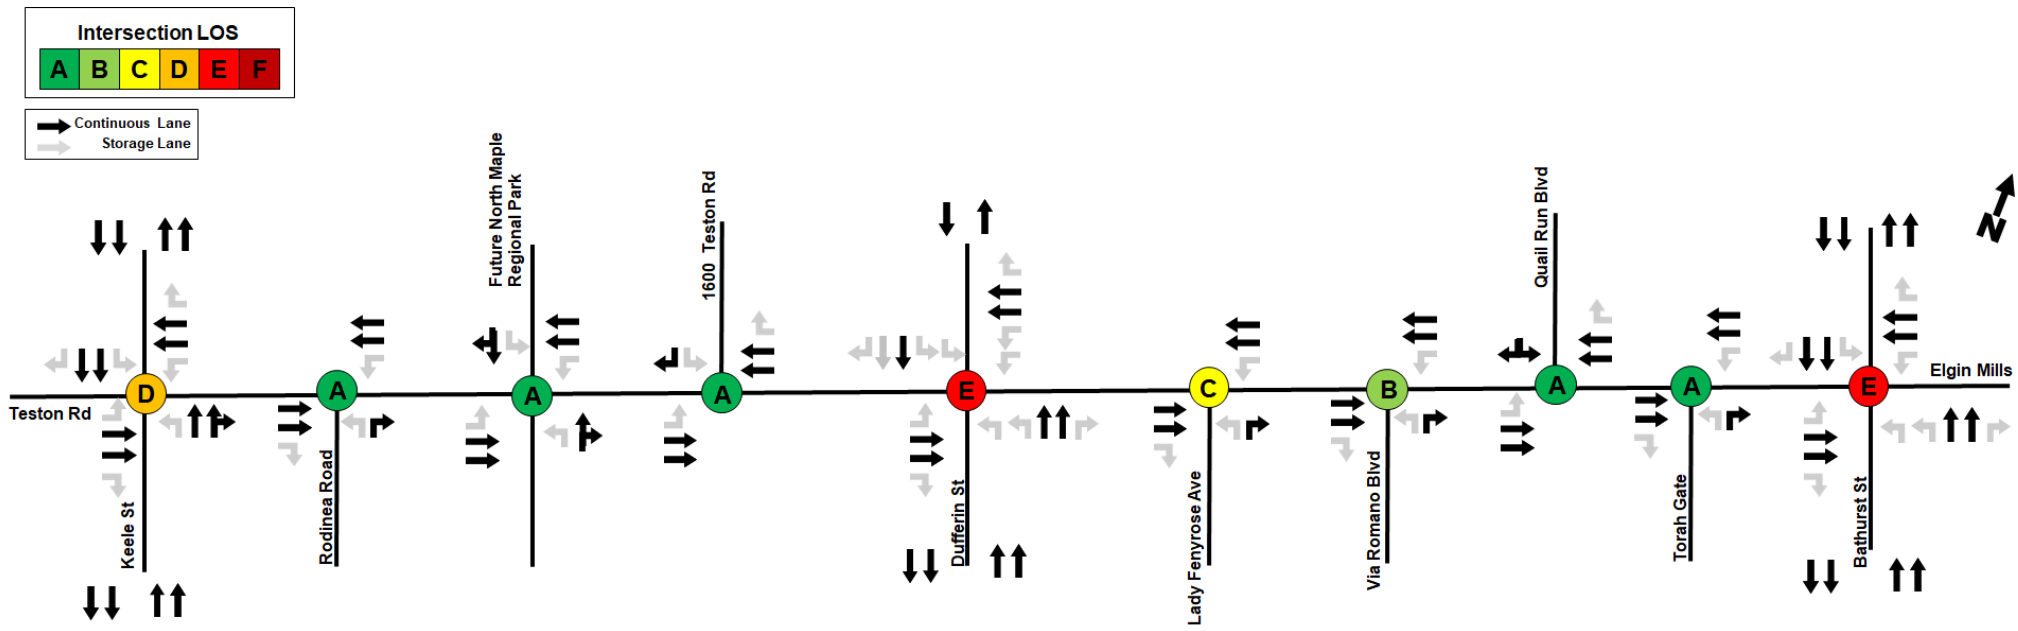 Intersection LOS
A B C D E F
Continuous Lane
Storage Lane
Future North Maple
Regional Park
1600 Teston Rd
Quail Run Blvd
N
Elgin Mills
D
A
A
A
E
C
B
A
A
E
Teston Rd
Keele St
Rodinea Road
Dufferin St
Lady Fenyrose Ave
Via Romano Blvd
Torah Gate
Bathurst St